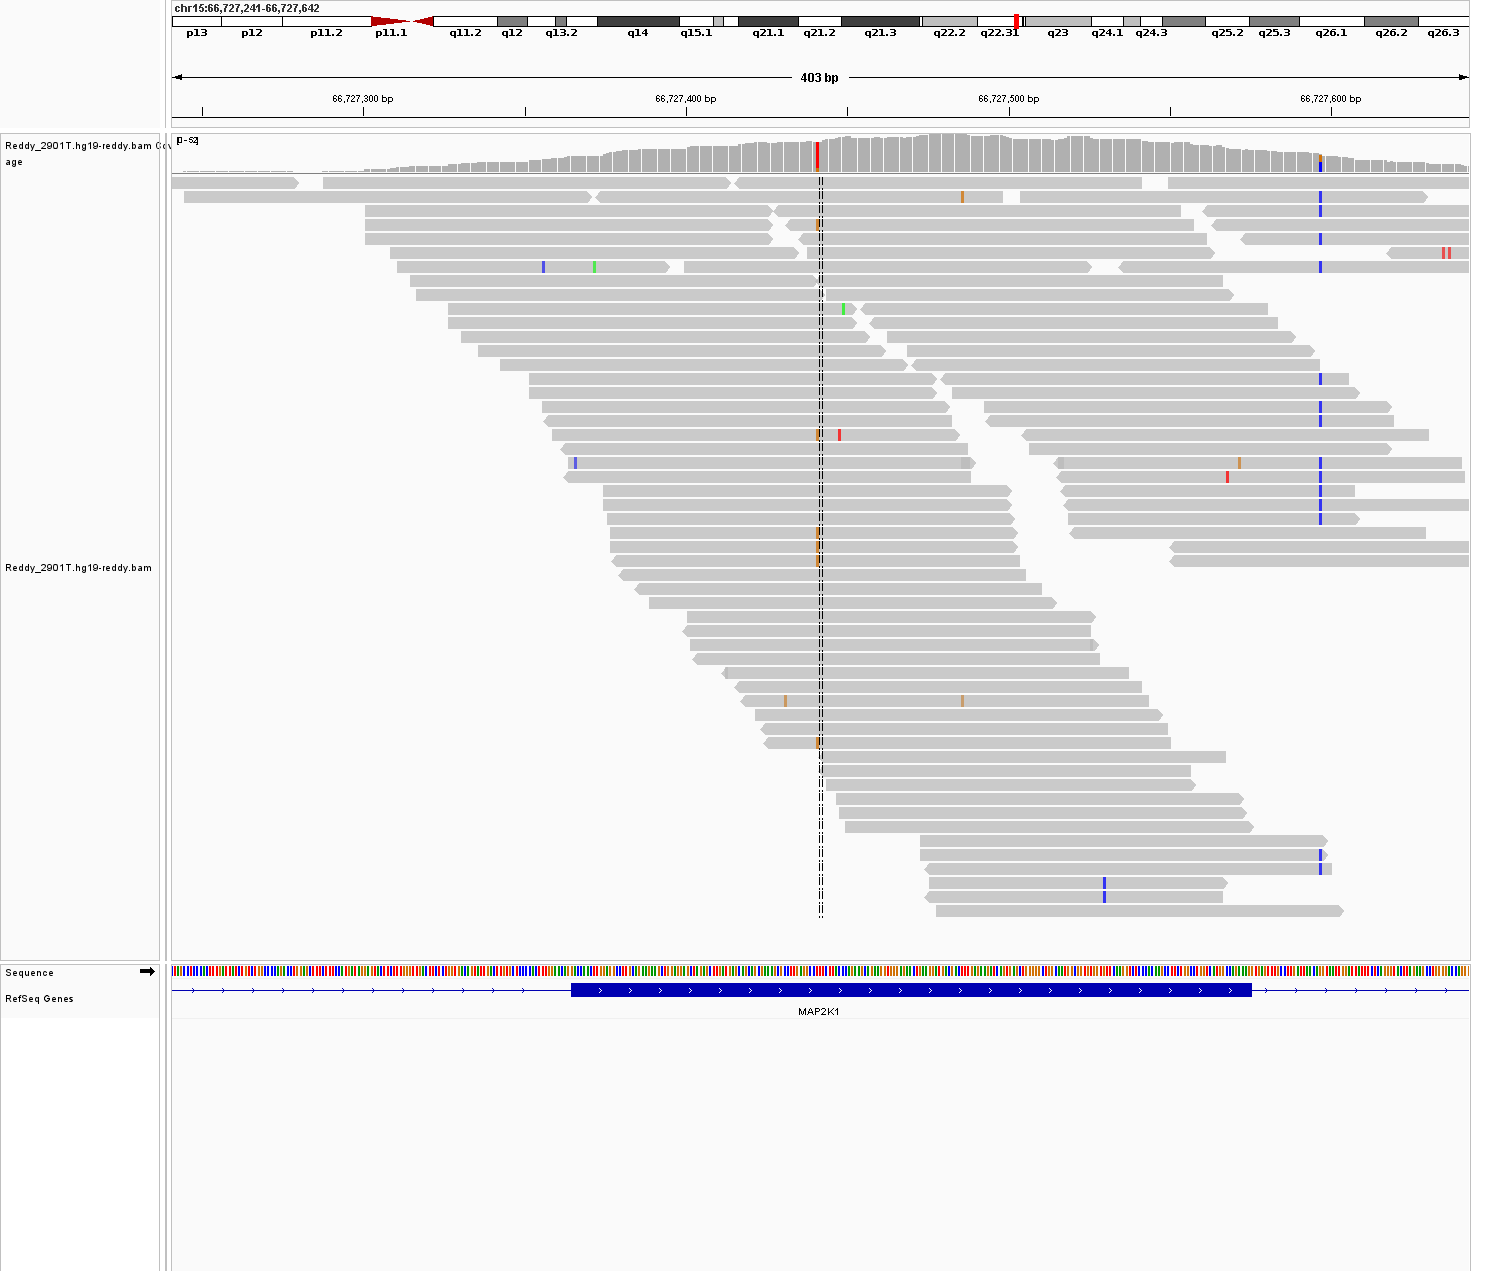 chr15:66,727,241-66,727,642
p13 p12 p11.2 p11.1 q11.2 q12 q13.2 q14 q15.1 q21.1 q21.2 q21.3 q22.2 q22.31 q23 q24.1 q24.3 q25.2 q25.3 q26.1 q26.2 q26.3
403 bp
66,727,300 bp 66,727,400 bp 66,727,500 bp 66,727,600 bp
[0-52]
Reddy_2901T.hg19-reddy.bam Cov
age
Reddy_2901T.hg19-reddy.bam
Sequence
RefSeq Genes
MAP2K1